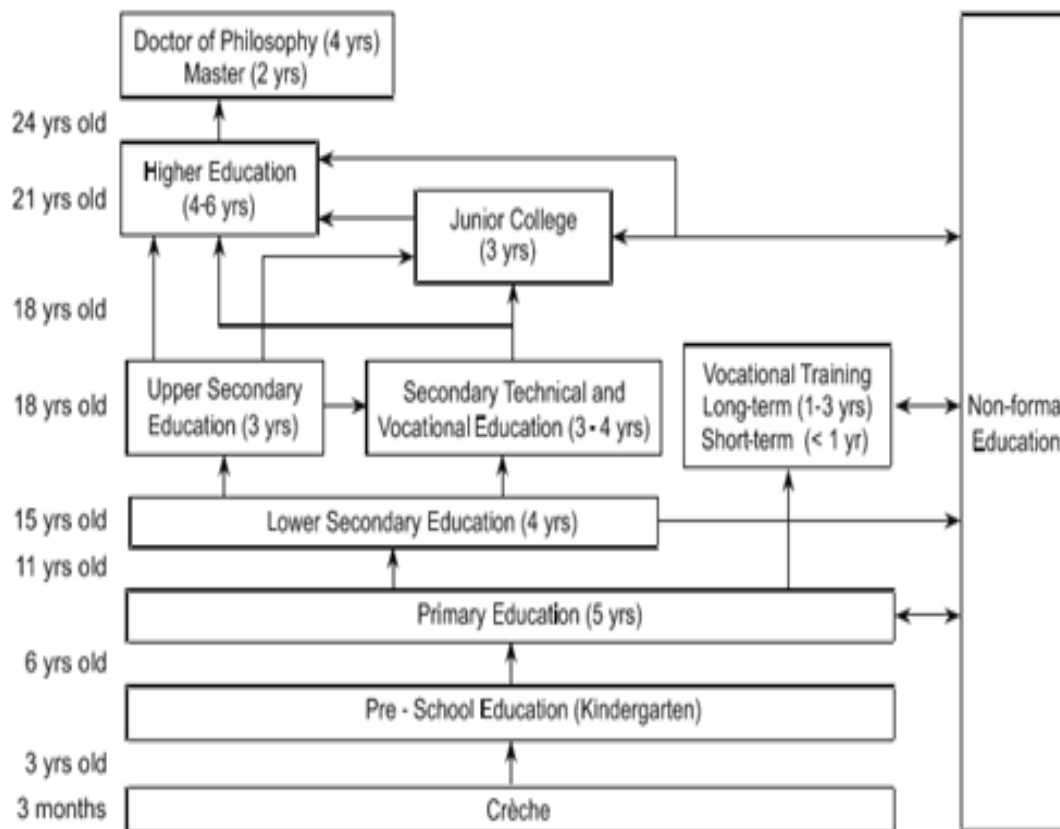 Doctor of Philosophy (4 yrs)
Master (2 yrs)
24 yrs old
Higher Education
(4-6 yrs)
21 yrs old
Junior College
(3 yrs)
18 yrs old
Upper Secondary
Education (3 yrs)
Secondary Technical and
Vocational Education (3 - 4 yrs)
Vocational Training
Long-term (1-3 yrs)
Short-term (< 1 yr)
18 yrs old
Non-forma
Education
15 yrs old
Lower Secondary Education (4 yrs)
11 yrs old
Primary Education (5 yrs)
6 yrs old
Pre - School Education (Kindergarten)
3 yrs old
3 months
Crèche